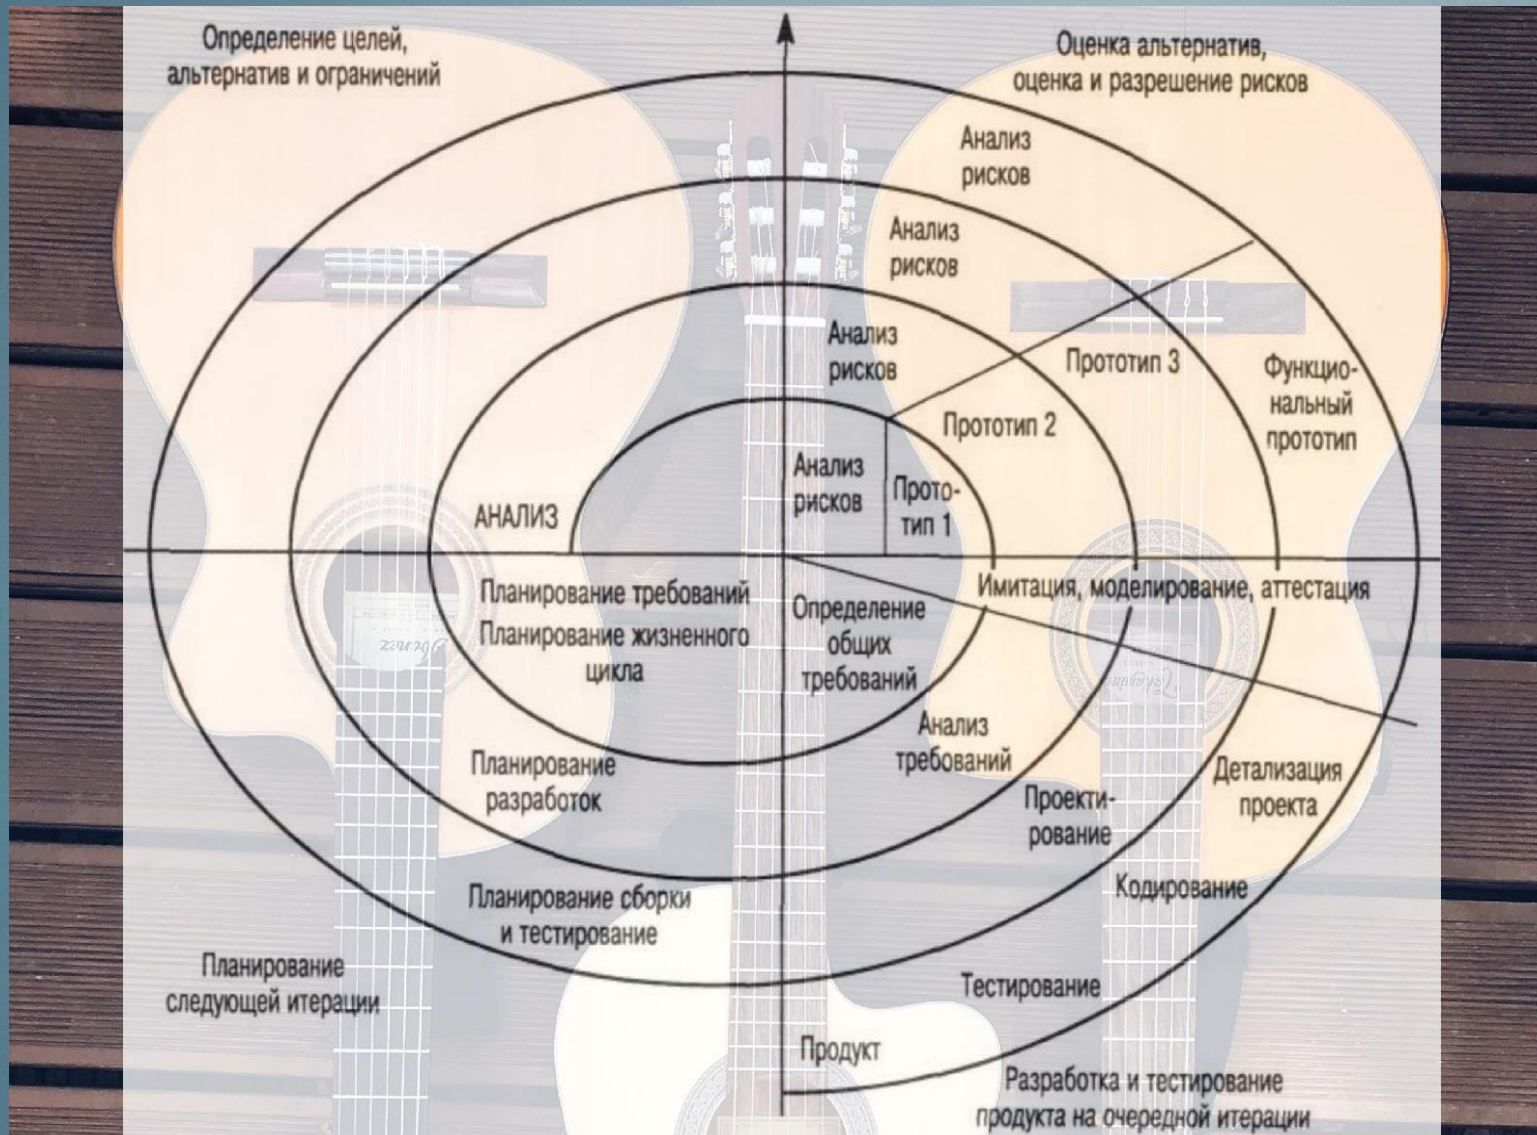 Определение целей,
альтернатив и ограничений
Оценка альтернатив,
оценка и разрешение рисков
Анализ
рисков
Анализ
рисков
Анализ
рисков
Анализ
рисков
Прототип 3
Функцио-
нальный
прототип
Прототип 2
Прото-
тип 1
АНАЛИЗ
Имитация, моделирование, аттестация
Планирование требований
Планирование жизненного
цикла
Определение
общих
требований
Анализ
требований
Планирование
разработок
Детализация
проекта
Проекти-
рование
Кодирование
Планирование сборки
и тестирование
Планирование
следующей итерации
Тестирование
Продукт
Разработка и тестирование
продукта на очередной итерации